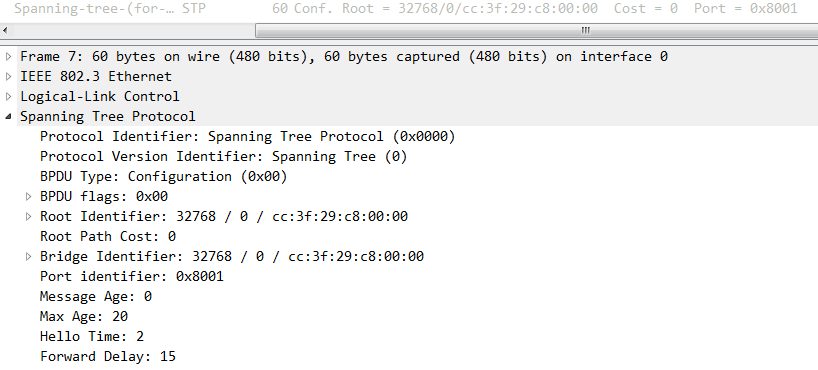 Spanning-tree-(for-… STP 60 Conf. Root = 32768/0/cc:3f:29:c8:00:00 Cost = 0 Port = 0x8001
Frame 7: 60 bytes on wire (480 bits), 60 bytes captured (480 bits) on interface 0
IEEE 802.3 Ethernet
Logical-Link Control
Spanning Tree Protocol
Protocol Identifier: Spanning Tree Protocol (0x0000)
Protocol Version Identifier: Spanning Tree (0)
BPDU Type: Configuration (0x00)
BPDU flags: 0x00
Root Identifier: 32768 / 0 / cc:3f:29:c8:00:00
Root Path Cost: 0
Bridge Identifier: 32768 / 0 / cc:3f:29:c8:00:00
Port identifier: 0x8001
Message Age: 0
Max Age: 20
Hello Time: 2
Forward Delay: 15